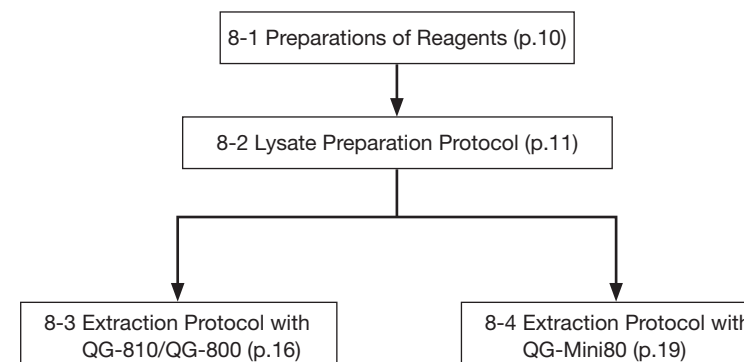 8-1 Preparations of Reagents (p.10)
8-2 Lysate Preparation Protocol (p.11)
8-3 Extraction Protocol with
QG-810/QG-800 (p.16)
8-4 Extraction Protocol with
QG-Mini80 (p.19)